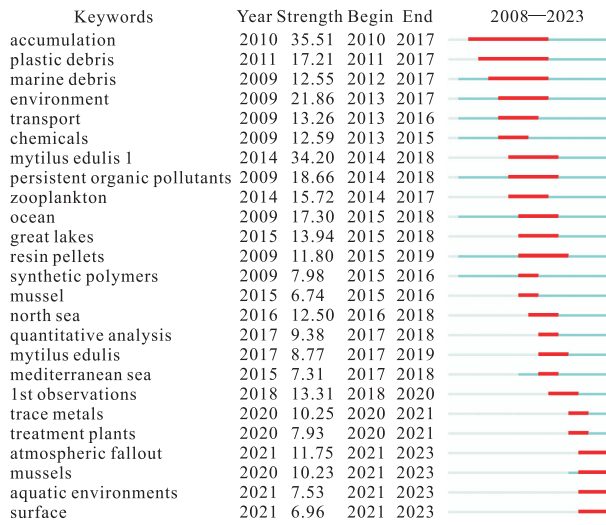 Keywords Year Strength Begin End 2008—2023
accumulation 2010 35.51 2010 2017
plastic debris 2011 17.21 2011 2017
marine debris 2009 12.55 2012 2017
environment 2009 21.86 2013 2017
transport 2009 13.26 2013 2016
chemicals 2009 12.59 2013 2015
mytilus edulis 1 2014 34.20 2014 2018
persistent organic pollutants 2009 18.66 2014 2018
zooplankton 2014 15.72 2014 2017
ocean 2009 17.30 2015 2018
great lakes 2015 13.94 2015 2018
resin pellets 2009 11.80 2015 2019
synthetic polymers 2009 7.98 2015 2016
mussel 2015 6.74 2015 2016
north sea 2016 12.50 2016 2018
quantitative analysis 2017 9.38 2017 2018
mytilus edulis 2017 8.77 2017 2019
mediterranean sea 2015 7.31 2017 2018
1st observations 2018 13.31 2018 2020
trace metals 2020 10.25 2020 2021
treatment plants 2020 7.93 2020 2021
atmospheric fallout 2021 11.75 2021 2023
mussels 2020 10.23 2021 2023
aquatic environments 2021 7.53 2021 2023
surface 2021 6.96 2021 2023